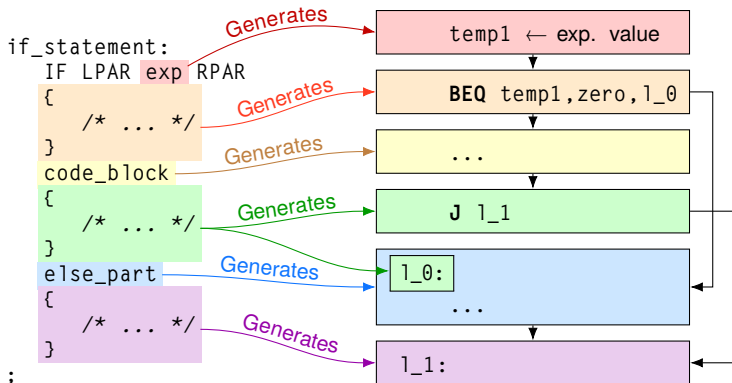 if_statement:
IF LPAR exp RPAR
{
/* ... */
}
code_block
{
/* ... */
}
else_part
{
/* ... */
}
;
Generates
Generates
Generates
Generates
Generates
Generates
temp1 ← exp. value
BEQ temp1,zero,l_0
...
J l_1
l_0:
...
l_1: